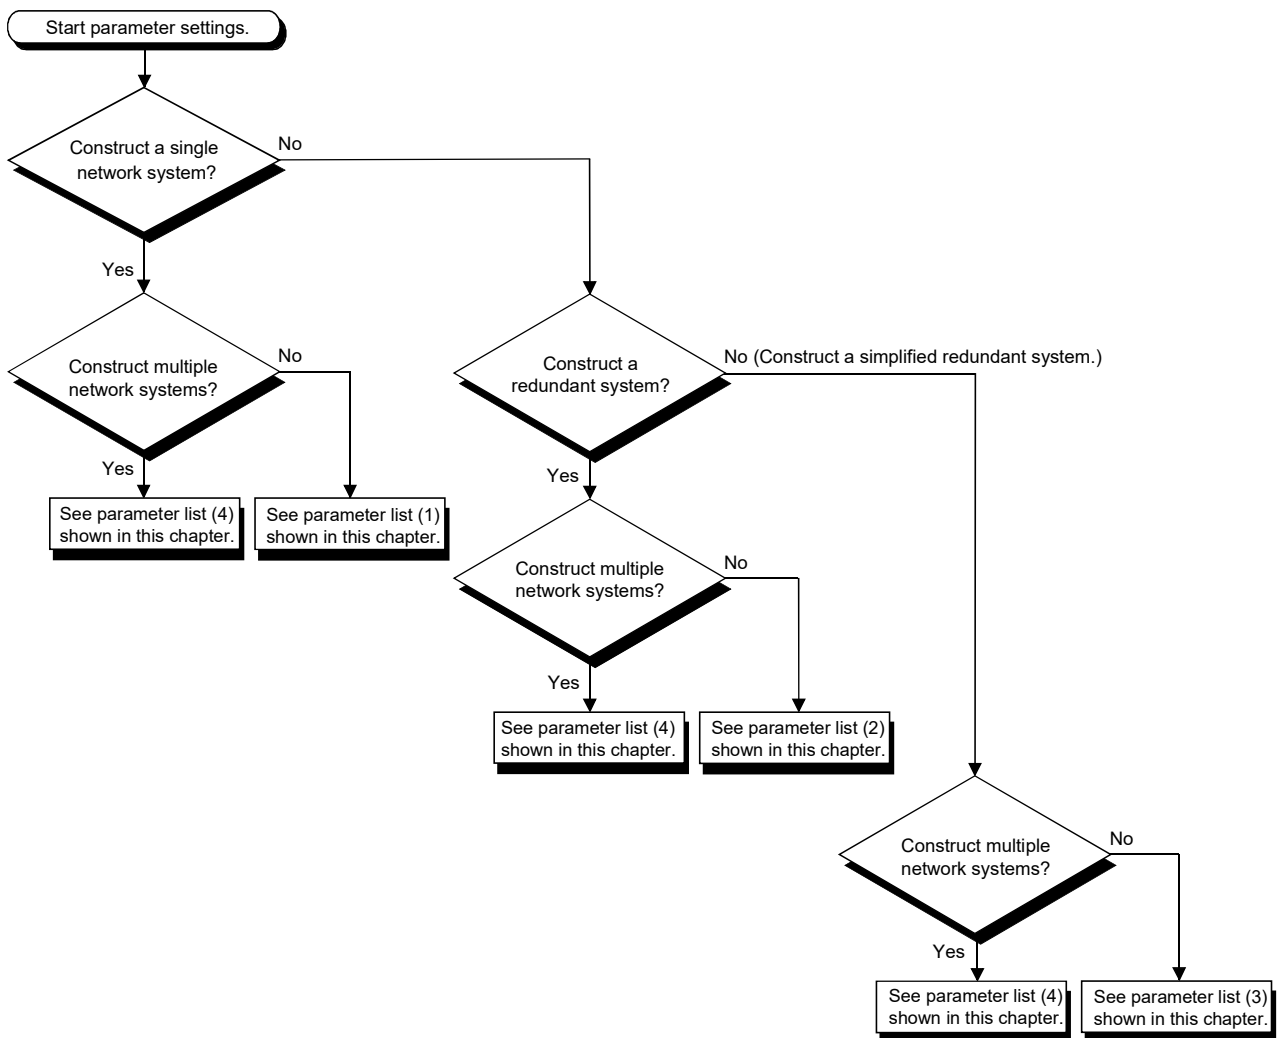 Start parameter settings.
Construct a single
network system?
No
Yes
Construct multiple
network systems?
No
Yes
See parameter list (4)
shown in this chapter.
See parameter list (1)
shown in this chapter.
Construct a
redundant system?
No (Construct a simplified redundant system.)
Yes
Construct multiple
network systems?
No
Yes
See parameter list (4)
shown in this chapter.
See parameter list (2)
shown in this chapter.
Construct multiple
network systems?
No
Yes
See parameter list (4)
shown in this chapter.
See parameter list (3)
shown in this chapter.